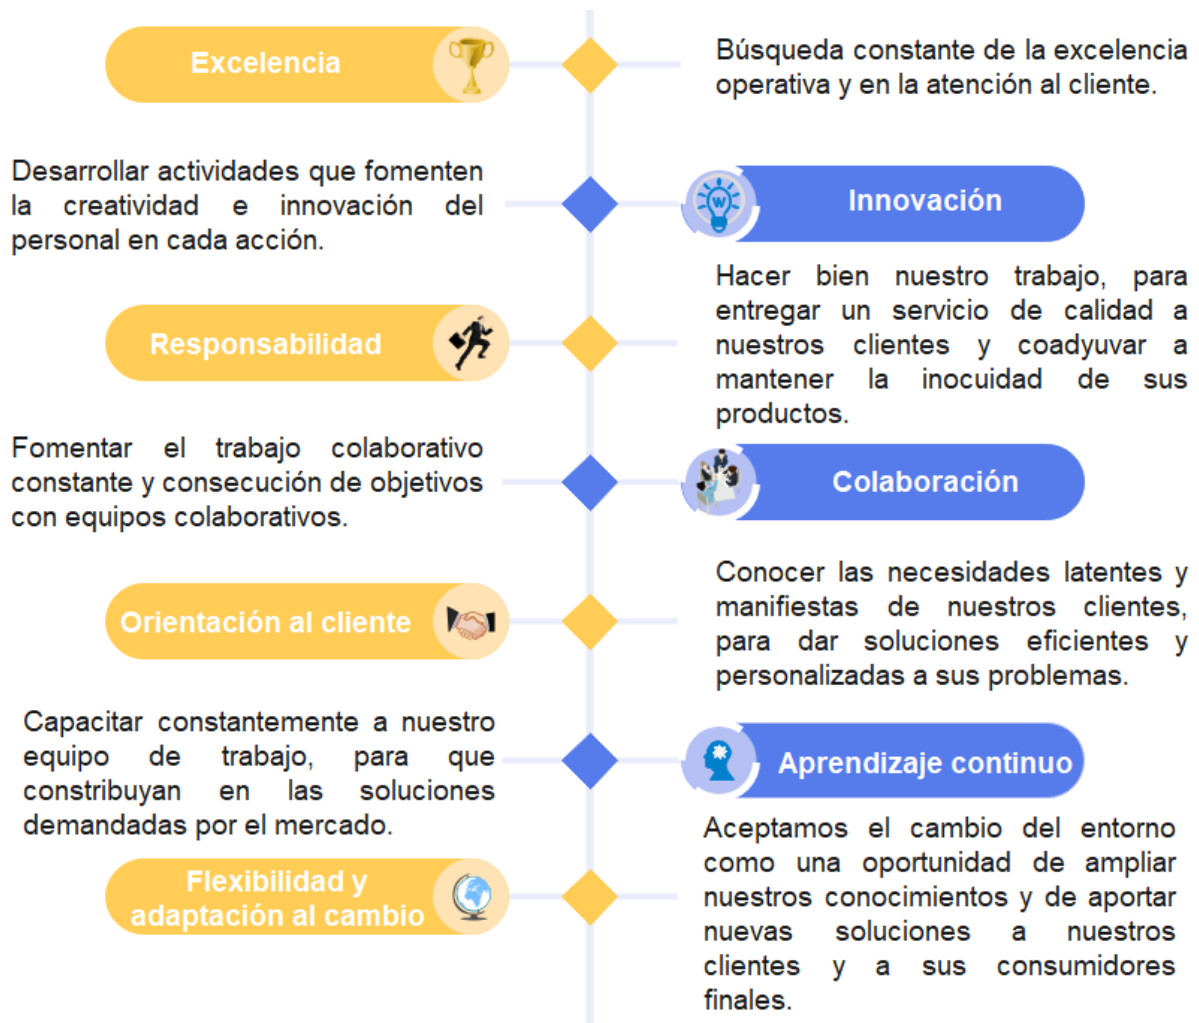 Excelencia
Búsqueda constante de la excelencia
operativa y en la atención al cliente.
Desarrollar actividades que fomenten
la creatividad e innovación del
personal en cada acción.
W
Innovación
Responsabilidad
Hacer bien nuestro trabajo, para
entregar un servicio de calidad a
nuestros clientes y coadyuvar a
mantener la inocuidad de sus
productos.
Fomentar el trabajo colaborativo
constante y consecución de objetivos
con equipos colaborativos.
Colaboración
Orientación al cliente
Conocer las necesidades latentes y
manifiestas de nuestros clientes,
para dar soluciones eficientes y
personalizadas a sus problemas.
Capacitar constantemente a nuestro
equipo de trabajo, para que
constribuyan en las soluciones
demandadas por el mercado.
Aprendizaje continuo
Flexibilidad y
adaptación al cambio
Aceptamos el cambio del entorno
como una oportunidad de ampliar
nuestros conocimientos y de aportar
nuevas soluciones a nuestros
clientes y a sus consumidores
finales.